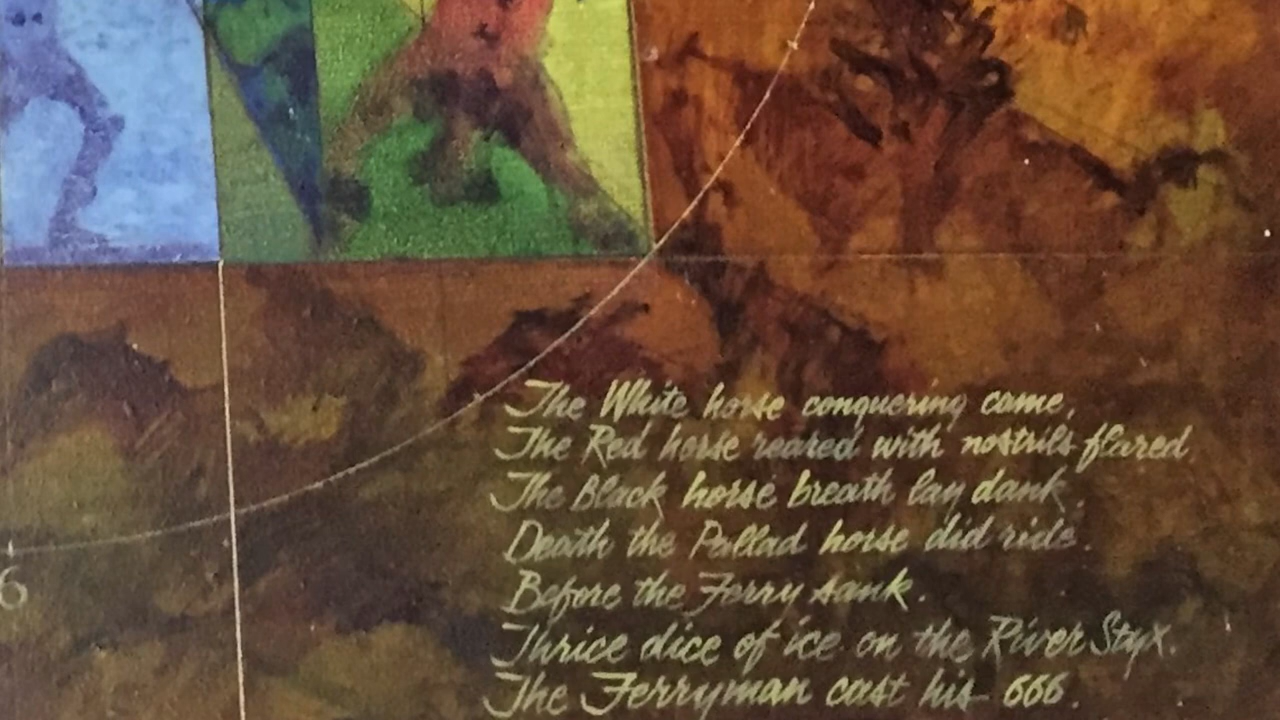 The White horse conquering came,
The Red horse reared with nostrils flared
The Black horse breath lay dank.
Death the Pallad horse did ride.
Before the Ferry sank.
Thrice dice of ice on the River Styx.
The Ferryman cast his 666.
6